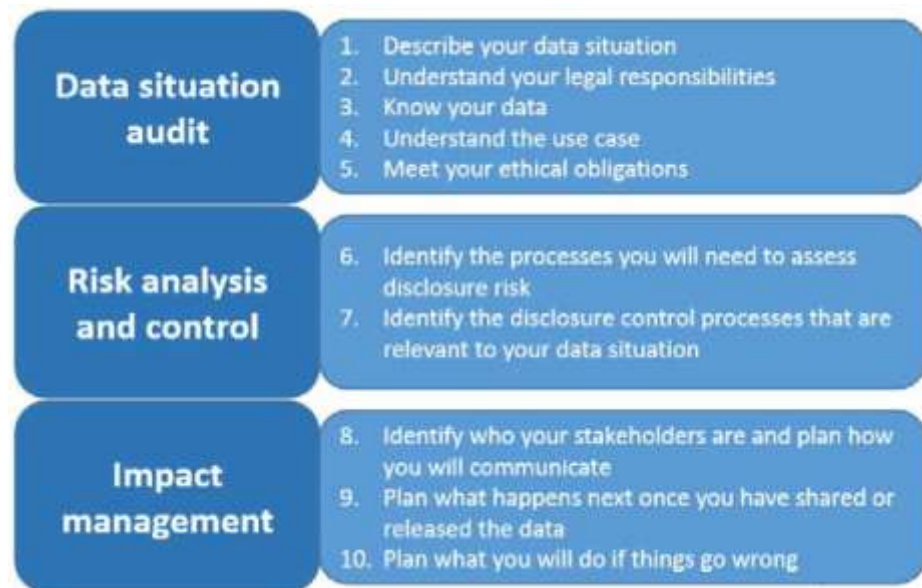 Data situation
audit
1. Describe your data situation
2. Understand your legal responsibilities
3. Know your data
4. Understand the use case
5. Meet your ethical obligations
Risk analysis
and control
6. Identify the processes you will need to assess
disclosure risk
7. Identify the disclosure control processes that are
relevant to your data situation
Impact
management
8. Identify who your stakeholders are and plan how
you will communicate
9. Plan what happens next once you have shared or
released the data
10. Plan what you will do if things go wrong